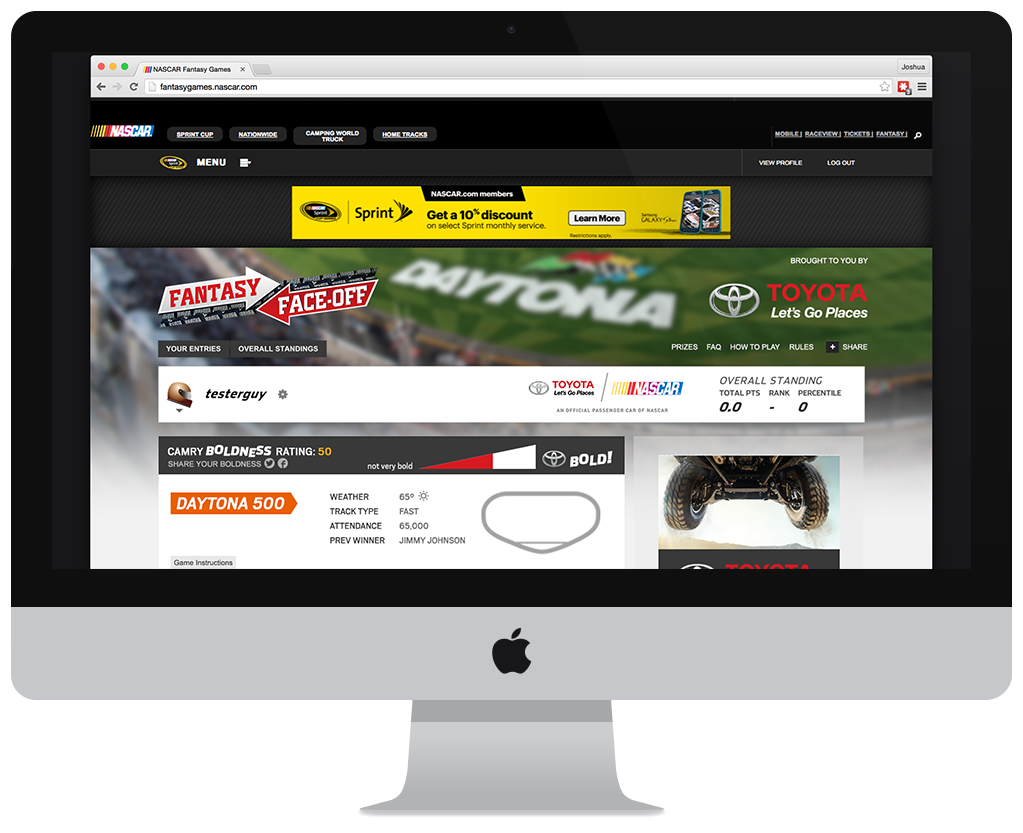 NASCAR Fantasy Games
Joshua
fantasygames.nascar.com
NASCAR
SPRINT CUP
NATIONWIDE
CAMPING WORLD
TRUCK
HOME TRACKS
MOBILE | RACEVIEW | TICKETS | FANTASY |
MENU
VIEW PROFILE
LOG OUT
NASCAR.com members
Sprint
Sprint
Get a 10% discount
on select Sprint monthly service.
Learn More
Restrictions apply.
Samsung
BROUGHT TO YOU BY
DAYTONA
FANTASY
FACE-OFF
TOYOTA
Let's Go Places
YOUR ENTRIES
OVERALL STANDINGS
PRIZES FAQ HOW TO PLAY RULES + SHARE
testerguy
TOYOTA
Let's Go Places
NASCAR
AN OFFICIAL PASSENGER CAR OF NASCAR
OVERALL STANDING
TOTAL PTS RANK PERCENTILE
0.0 - 0
CAMRY BOLDNESS RATING: 50
SHARE YOUR BOLDNESS
not very bold
BOLD!
DAYTONA 500
WEATHER 65º
TRACK TYPE FAST
ATTENDANCE 65,000
PREV WINNER JIMMY JOHNSON
Game Instructions
TOYOTA